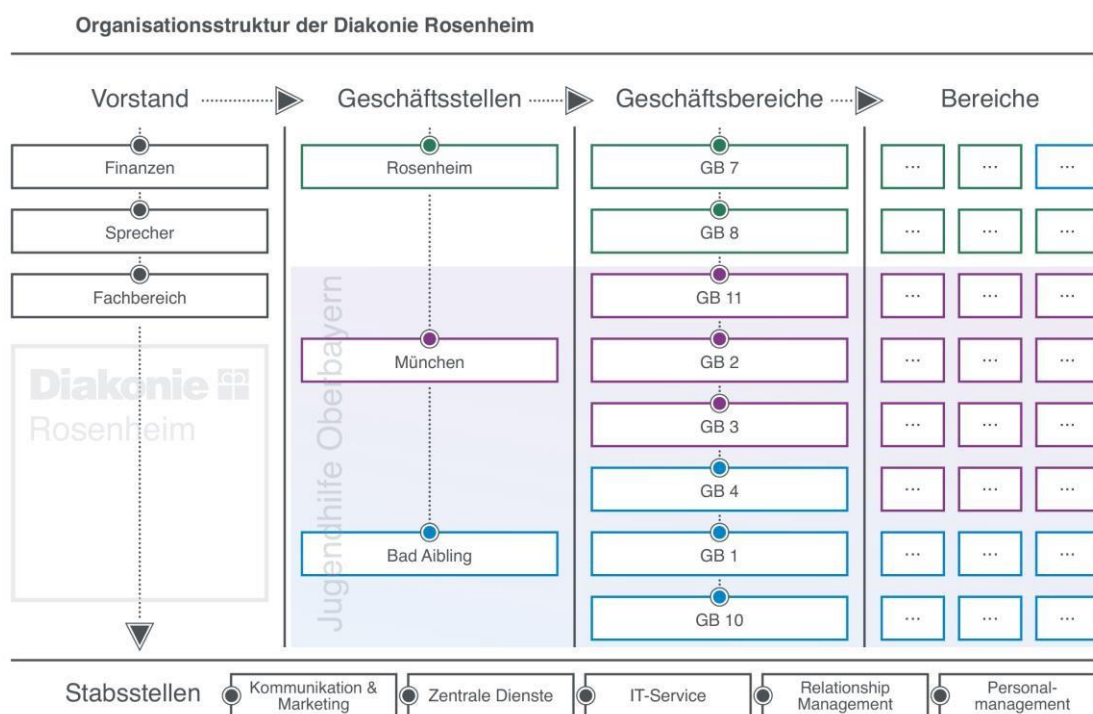 Organisationsstruktur der Diakonie Rosenheim
Vorstand
Geschäftsstellen
Geschäftsbereiche
Bereiche
Finanzen
Rosenheim
GB 7
...
...
...
Sprecher
GB 8
...
...
...
Fachbereich
GB 11
...
...
...
München
GB 2
...
...
...
Diakonie
Rosenheim
Jugendhilfe Oberbayern
GB 3
...
...
...
GB 4
...
...
...
Bad Aibling
GB 1
...
...
...
GB 10
...
...
...
Stabsstellen
Kommunikation &
Marketing
Zentrale Dienste
IT-Service
Relationship
Management
Personal-
management